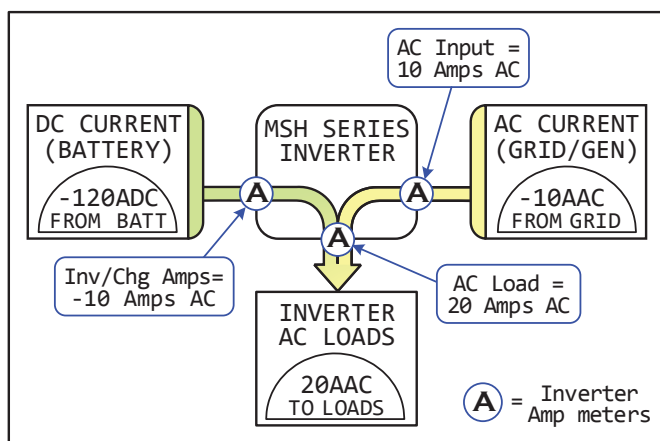 AC Input =
10 Amps AC
DC CURRENT
(BATTERY)
-120ADC
FROM BATT
MSH SERIES
INVERTER
AC CURRENT
(GRID/GEN)
-10AAC
FROM GRID
A
A
A
Inv/Chg Amps=
-10 Amps AC
AC Load =
20 Amps AC
INVERTER
AC LOADS
20AAC
TO LOADS
A = Inverter
Amp meters